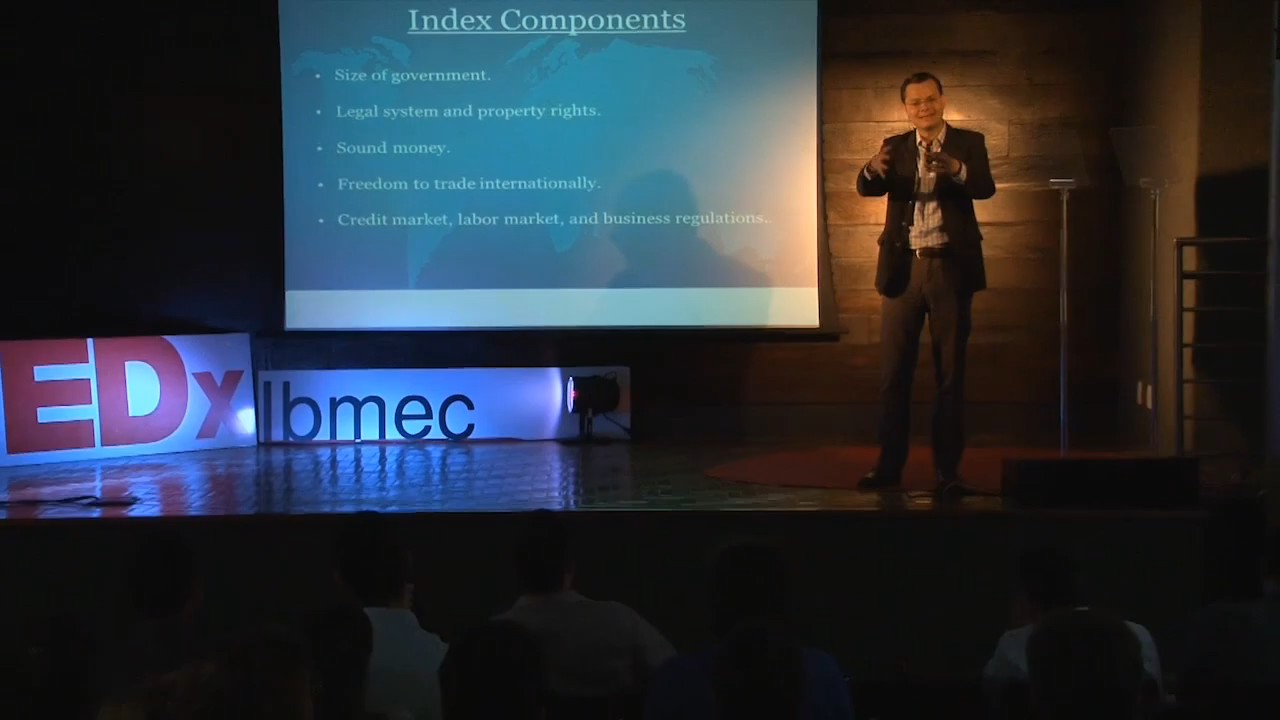 Index Components
• Size of government.
• Legal system and property rights.
• Sound money.
• Freedom to trade internationally.
• Credit market, labor market, and business regulations..
EDx
Ibmec